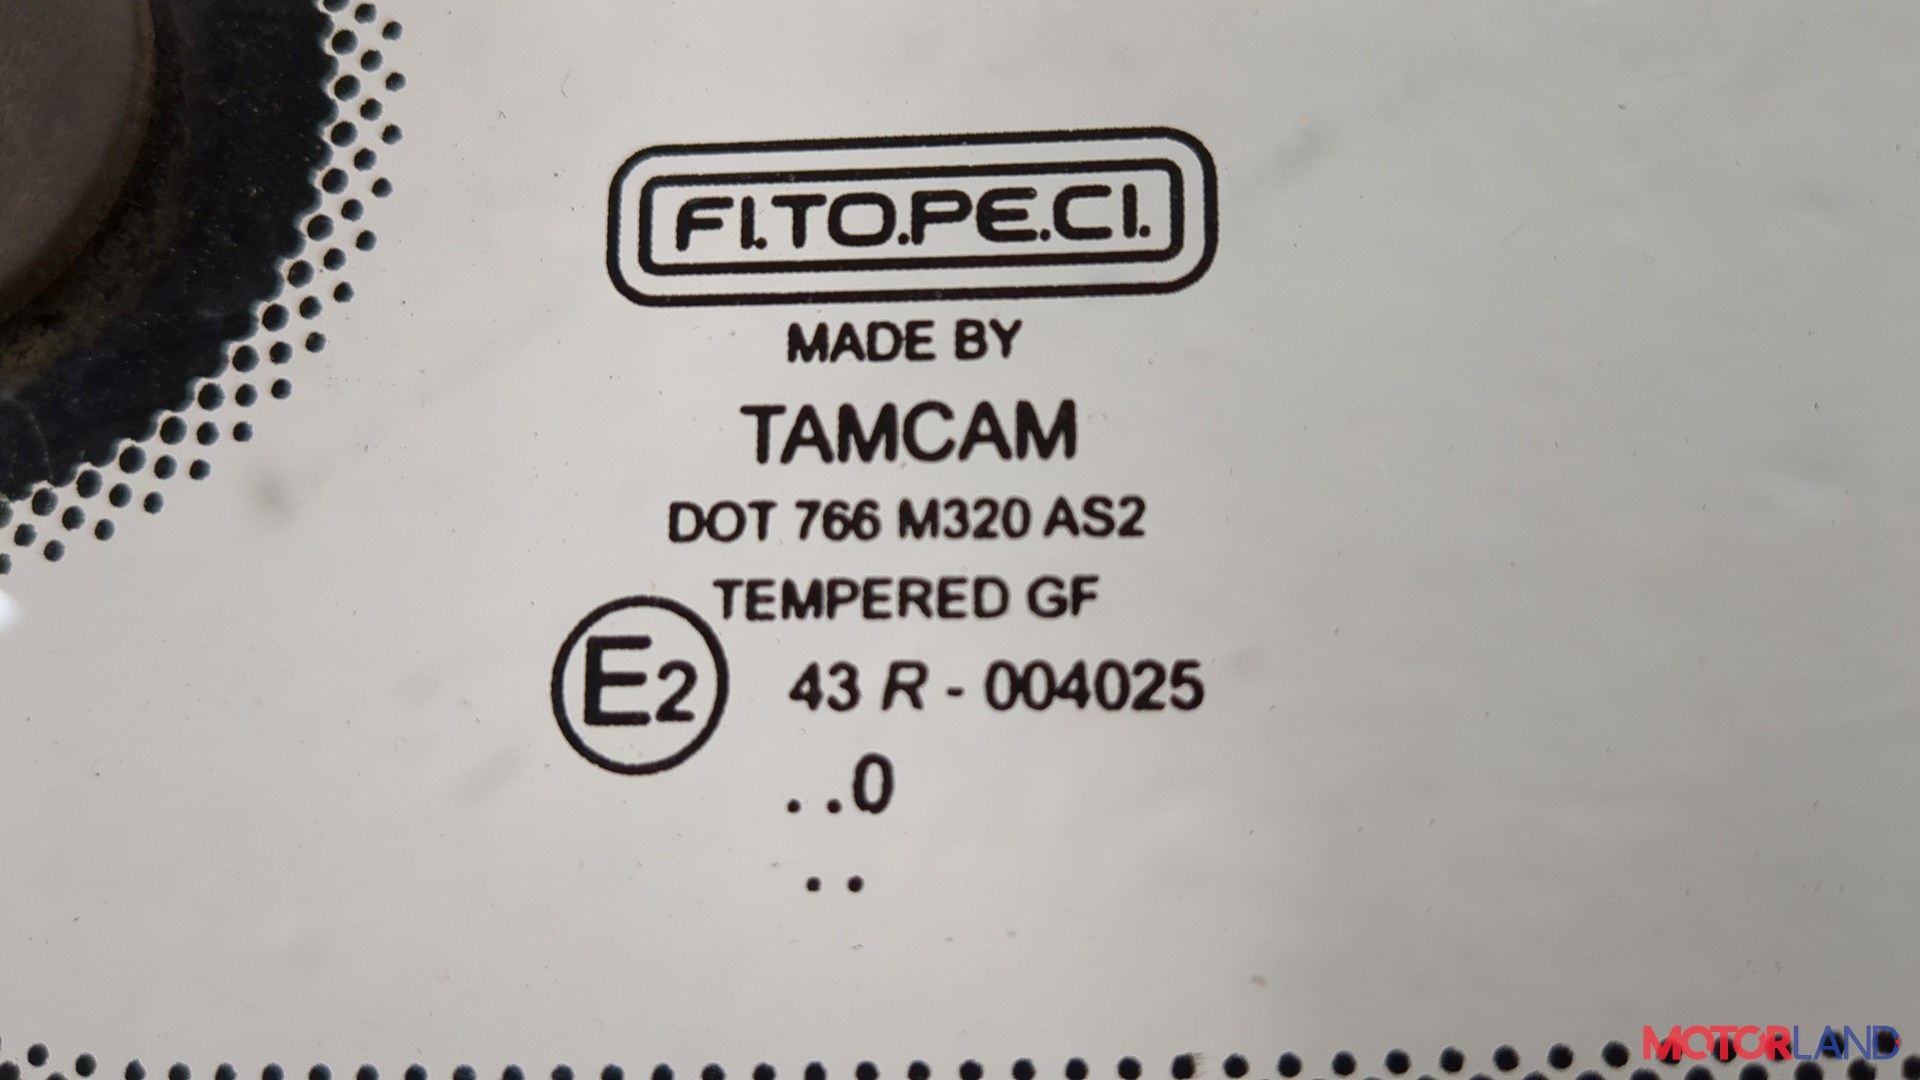 FI.TO.PE.CI.
MADE BY
TAMCAM
DOT 766 M320 AS2
TEMPERED GF
E2 43 R - 004025
. .0
. .
MOTORLAND